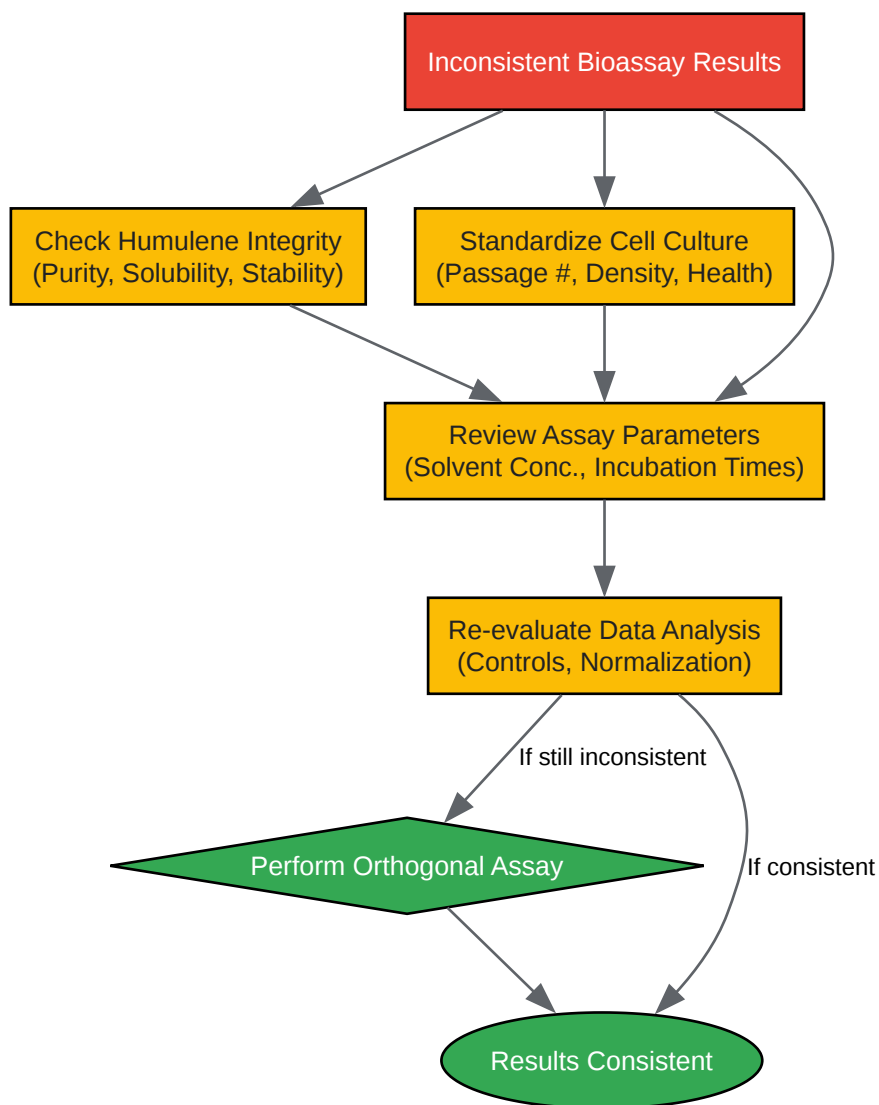 Inconsistent Bioassay Results
Check Humulene Integrity
(Purity, Solubility, Stability)
Standardize Cell Culture
(Passage #, Density, Health)
Review Assay Parameters
(Solvent Conc., Incubation Times)
Re-evaluate Data Analysis
(Controls, Normalization)
If still inconsistent
Perform Orthogonal Assay
If consistent
Results Consistent